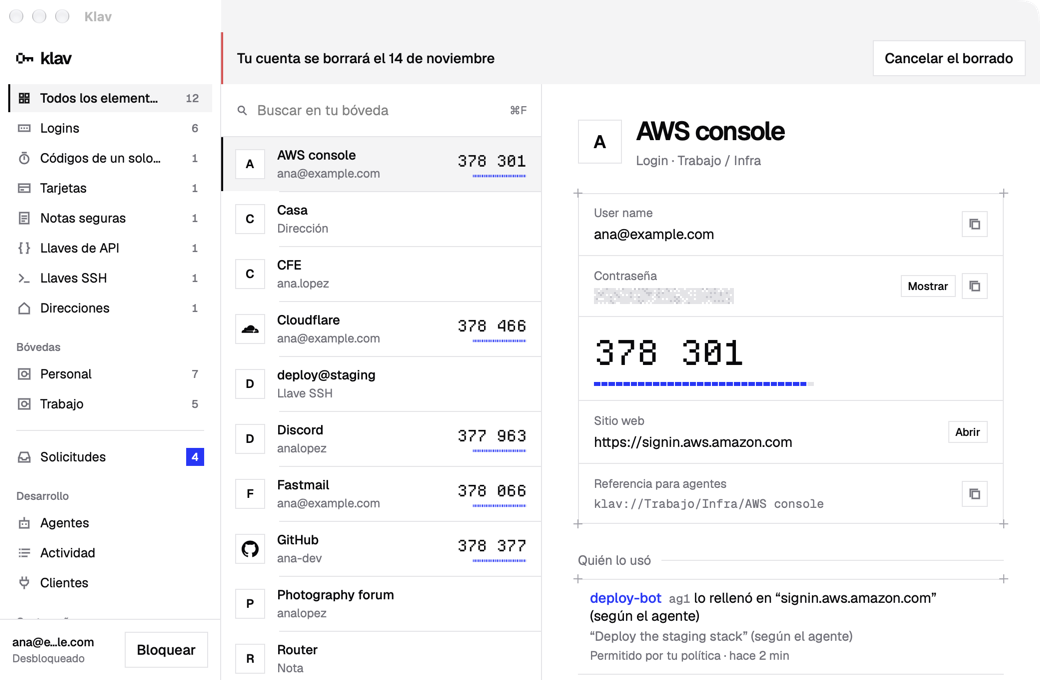 Klav
klav
Tu cuenta se borrará el 14 de noviembre
Cancelar el borrado
Todos los element... 12
Logins 6
Códigos de un solo... 1
Tarjetas 1
Notas seguras 1
Llaves de API 1
Llaves SSH 1
Direcciones 1
Bóvedas
Personal 7
Trabajo 5
Solicitudes 4
Desarrollo
Agentes
Actividad
Clientes
ana@e...le.com
Desbloqueado
Bloquear
Buscar en tu bóveda ⌘F
A
AWS console
ana@example.com
378 301
C
Casa
Dirección
C
CFE
ana.lopez
Cloudflare
ana@example.com
378 466
D
deploy@staging
Llave SSH
D
Discord
analopez
377 963
F
Fastmail
ana@example.com
378 066
GitHub
ana-dev
378 377
P
Photography forum
analopez
R
Router
Nota
A
AWS console
Login · Trabajo / Infra
User name
ana@example.com
Contraseña
Mostrar
378 301
Sitio web
https://signin.aws.amazon.com
Abrir
Referencia para agentes
klav://Trabajo/Infra/AWS console
Quién lo usó
deploy-bot ag1 lo rellenó en “signin.aws.amazon.com”
(según el agente)
“Deploy the staging stack” (según el agente)
Permitido por tu política · hace 2 min